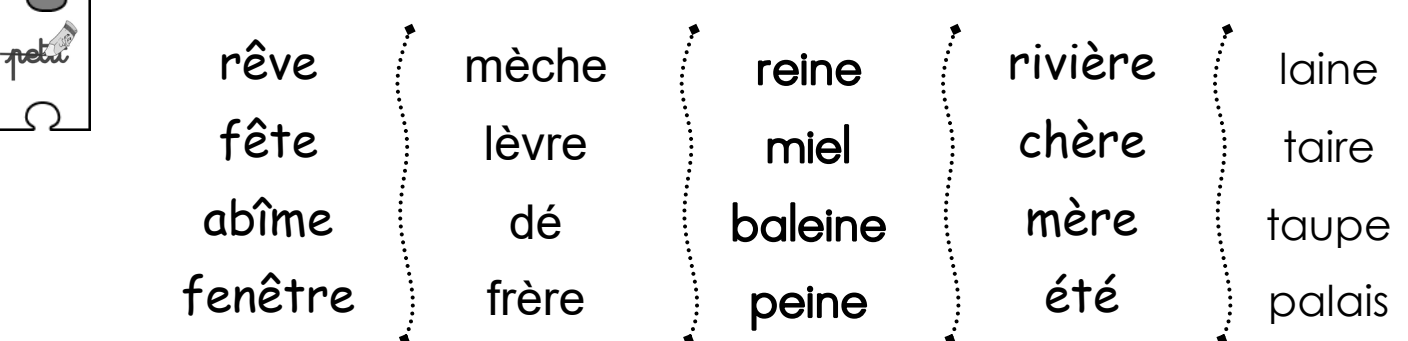 petit
rêve mèche reine rivière laine
fête lèvre miel chère taire
abîme dé baleine mère taupe
fenêtre frère peine été palais